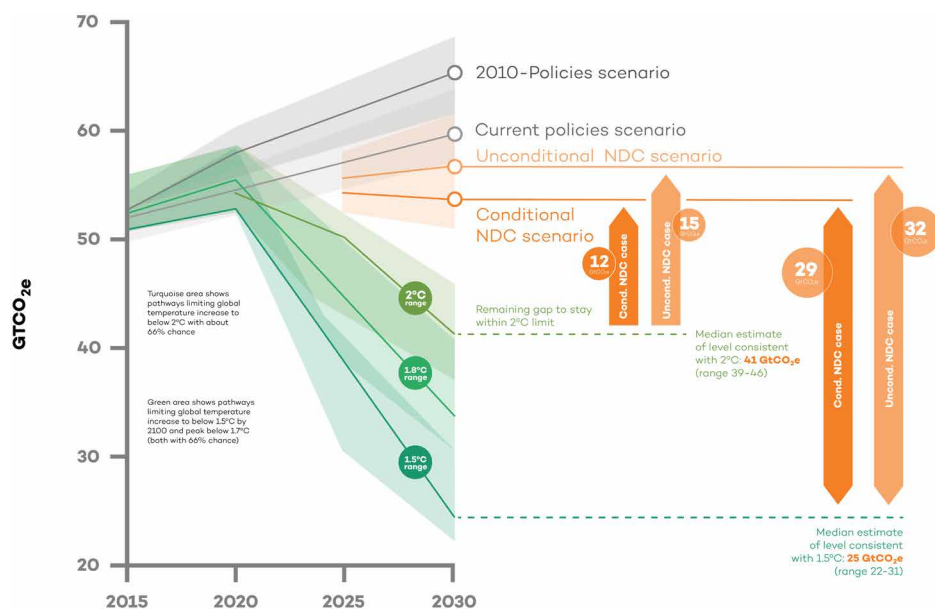 70
60
50
40
30
20
GTCO2e
2015
2020
2025
2030
2010-Policies scenario
Current policies scenario
Unconditional NDC scenario
Conditional
NDC scenario
Turquoise area shows
pathways limiting global
temperature increase to
below 2°C with about
66% chance
Green area shows pathways
limiting global temperature
increase to below 1.5°C by
2100 and peak below 1.7°C
(both with 66% chance)
2°C
range
1.8°C
range
1.5°C
range
12
GtCO₂e
Cond. NDC case
15
GtCO₂e
Uncond. NDC case
29
GtCO₂e
Cond. NDC case
32
GtCO₂e
Uncond. NDC case
Remaining gap to stay
within 2°C limit
Median estimate
of level consistent
with 2°C: 41 GtCO₂e
(range 39-46)
Median estimate
of level consistent
with 1.5°C: 25 GtCO₂e
(range 22-31)